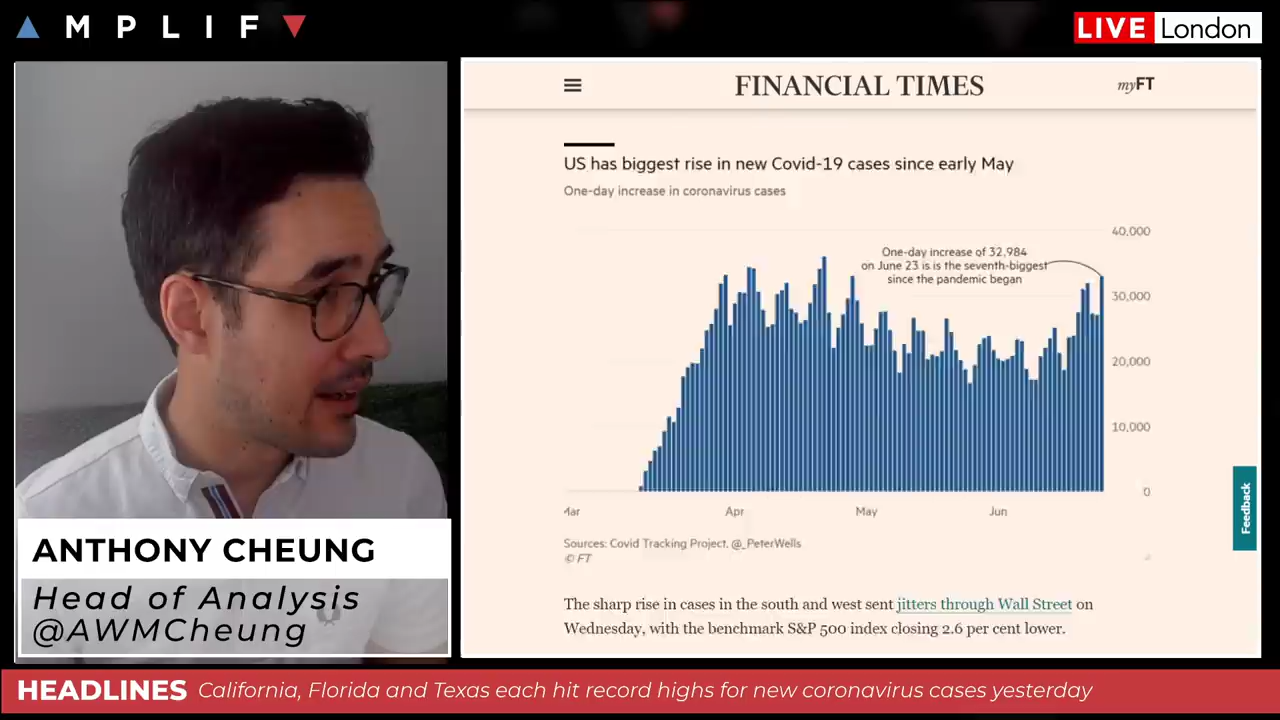 AMPLIFY
LIVE London
FINANCIAL TIMES
myFT
US has biggest rise in new Covid-19 cases since early May
One-day increase in coronavirus cases
40,000
One-day increase of 32,984
on June 23 is is the seventh-biggest
since the pandemic began
30,000
20,000
10,000
0
Mar Apr May Jun
Feedback
Sources: Covid Tracking Project, @_PeterWells
© FT
The sharp rise in cases in the south and west sent jitters through Wall Street on
Wednesday, with the benchmark S&P 500 index closing 2.6 per cent lower.
ANTHONY CHEUNG
Head of Analysis
@AWMCheung
HEADLINES California, Florida and Texas each hit record highs for new coronavirus cases yesterday